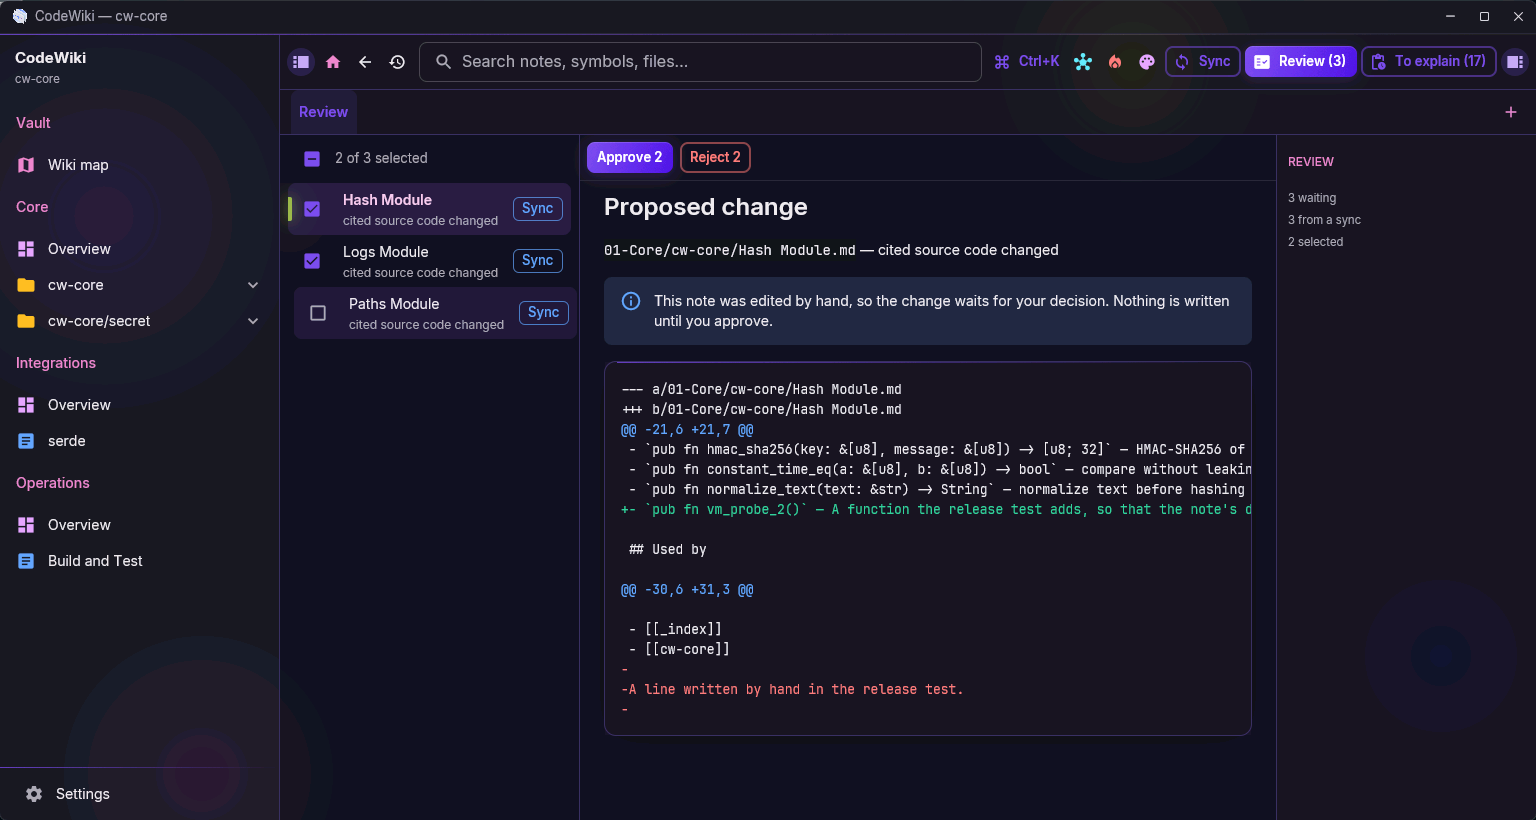 CodeWiki — cw-core
CodeWiki
cw-core
Vault
Wiki map
Core
Overview
cw-core
cw-core/secret
Integrations
Overview
serde
Operations
Overview
Build and Test
Settings
Search notes, symbols, files...
Ctrl+K
Sync
Review (3)
To explain (17)
Review
2 of 3 selected
Hash Module
cited source code changed
Sync
Logs Module
cited source code changed
Sync
Paths Module
cited source code changed
Sync
Approve 2
Reject 2
Proposed change
01-Core/cw-core/Hash Module.md — cited source code changed
This note was edited by hand, so the change waits for your decision. Nothing is written
until you approve.
--- a/01-Core/cw-core/Hash Module.md
+++ b/01-Core/cw-core/Hash Module.md
@@ -21,6 +21,7 @@
- `pub fn hmac_sha256(key: &[u8], message: &[u8]) -> [u8; 32]` — HMAC-SHA256 of
- `pub fn constant_time_eq(a: &[u8], b: &[u8]) -> bool` — compare without leakin
- `pub fn normalize_text(text: &str) -> String` — normalize text before hashing
+- `pub fn vm_probe_2()` — A function the release test adds, so that the note's d
## Used by
@@ -30,6 +31,3 @@
- [[_index]]
- [[cw-core]]
-
-A line written by hand in the release test.
-
REVIEW
3 waiting
3 from a sync
2 selected